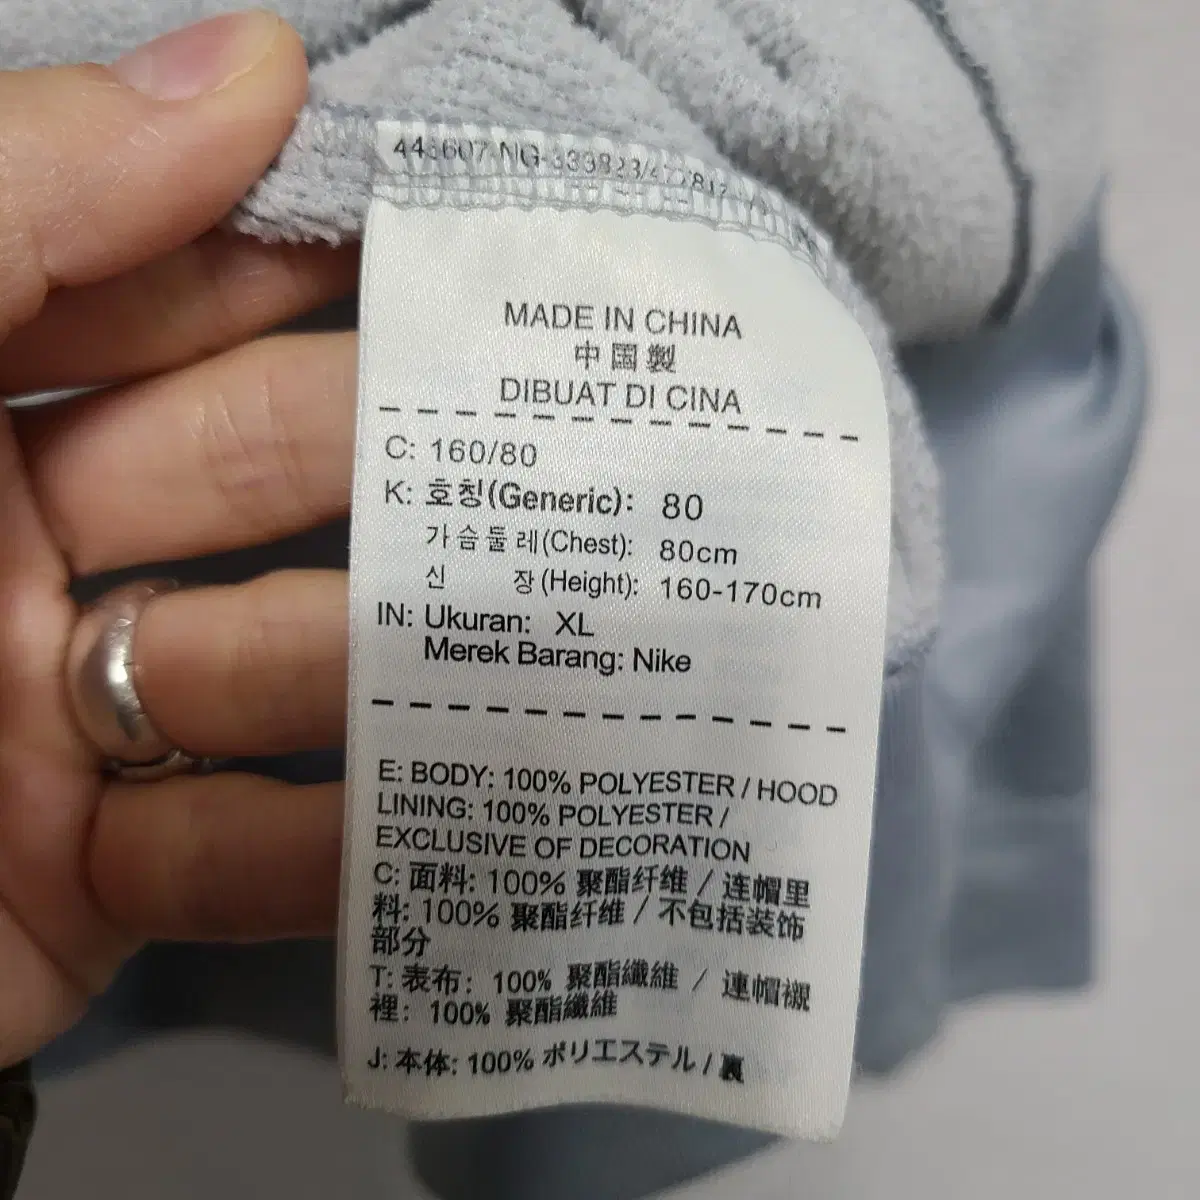 MADE IN CHINA
中国製
DIBUAT DI CINA
C: 160/80
K: 호칭(Generic): 80
가슴둘레(Chest): 80cm
신 장(Height): 160-170cm
IN: Ukuran: XL
Merek Barang: Nike
E: BODY: 100% POLYESTER / HOOD
LINING: 100% POLYESTER /
EXCLUSIVE OF DECORATION
C: 面料: 100% 聚酯纤维 / 连帽里
料: 100% 聚酯纤维 / 不包括装饰
部分
T: 表布: 100% 聚酯纖維 / 連帽襯
裡: 100% 聚酯纖維
J: 本体: 100% ポリエステル / 裏